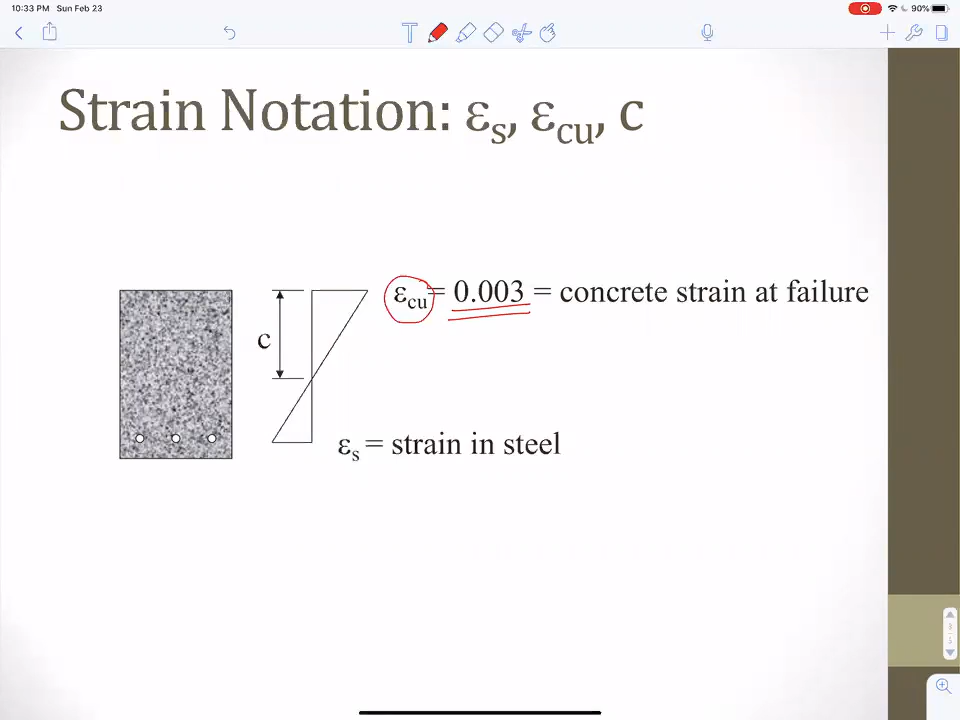 10:33 PM Sun Feb 23
90%
Strain Notation: εs, εcu, c
εcu = 0.003 = concrete strain at failure
c
εs = strain in steel